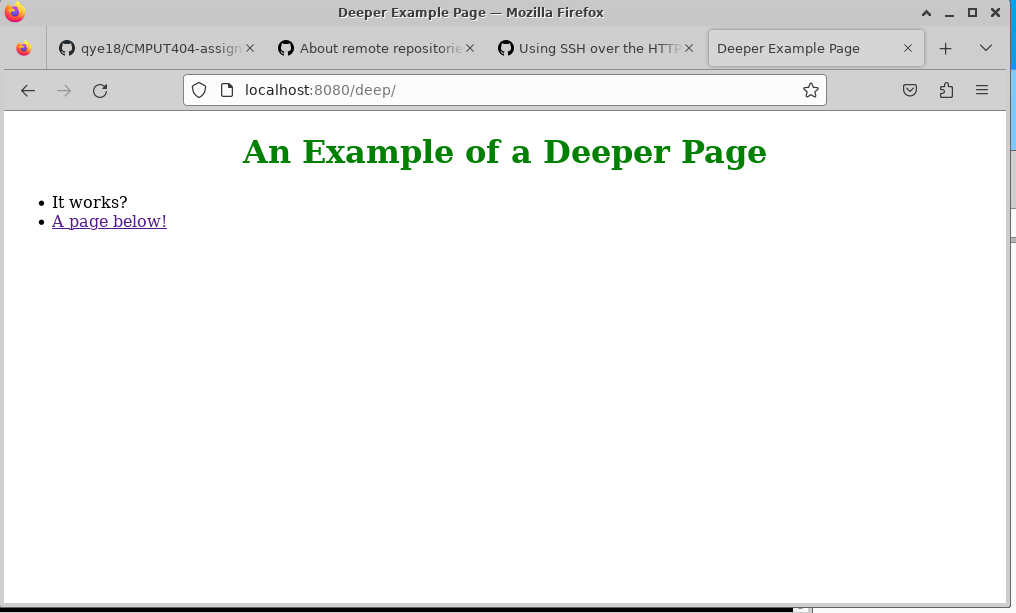 Deeper Example Page — Mozilla Firefox
qye18/CMPUT404-assign
About remote repositorie
Using SSH over the HTTP
Deeper Example Page
localhost:8080/deep/
An Example of a Deeper Page
It works?
A page below!